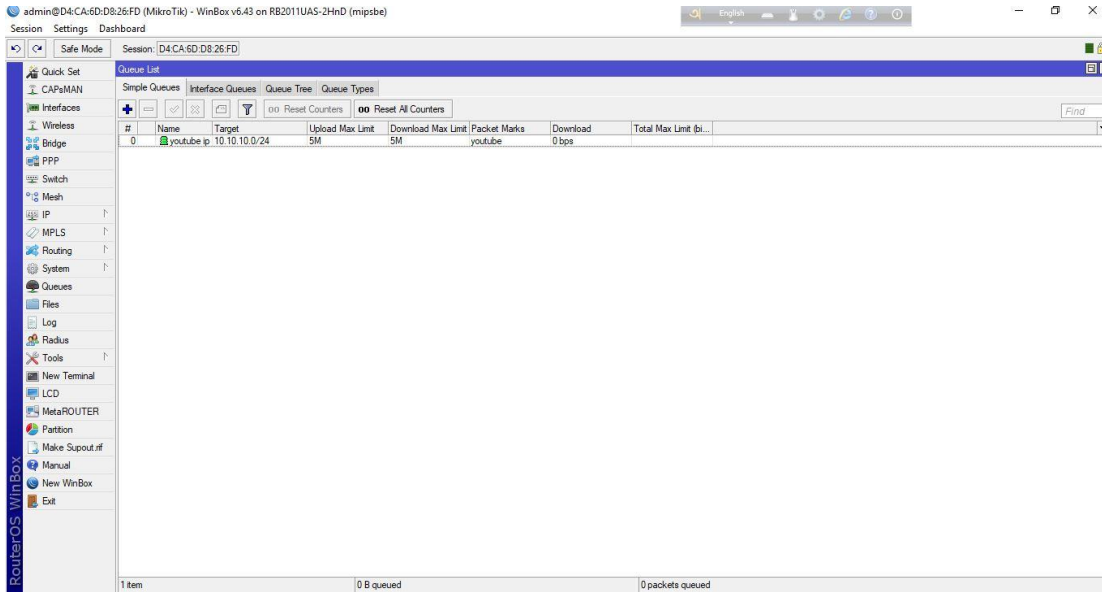 admin@D4:CA:6D:D8:26:FD (MikroTik) - WinBox v6.43 on RB2011UAS-2HnD (mipsbe)
অ English
Session Settings Dashboard
Safe Mode Session: D4:CA:6D:D8:26:FD
Quick Set
CAPsMAN
Interfaces
Wireless
Bridge
PPP
Switch
Mesh
IP
MPLS
Routing
System
Queues
Files
Log
Radius
Tools
New Terminal
LCD
MetaROUTER
Partition
Make Supout.rif
Manual
New WinBox
Exit
RouterOS WinBox
Queue List
Simple Queues Interface Queues Queue Tree Queue Types
00 Reset Counters 00 Reset All Counters Find
# Name Target Upload Max Limit Download Max Limit Packet Marks Download Total Max Limit (bi...
0 youtube ip 10.10.10.0/24 5M 5M youtube 0 bps
1 item 0 B queued 0 packets queued